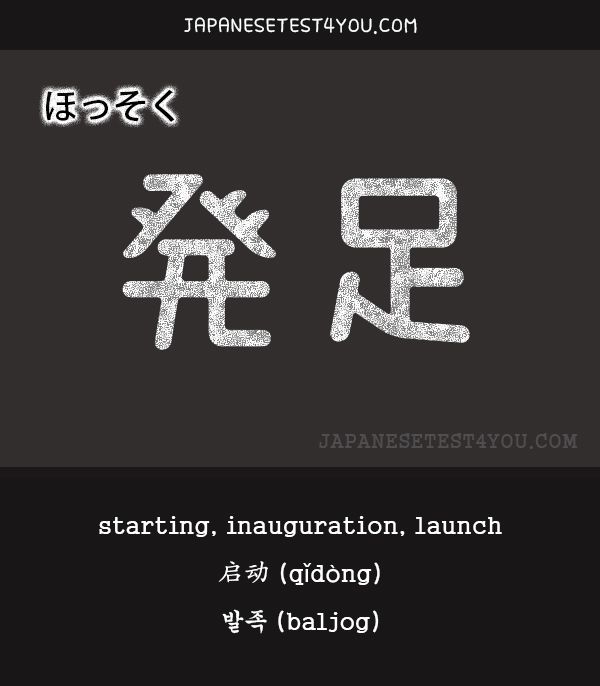 JAPANESETEST4YOU.COM
ほっそく
発足
JAPANESETEST4YOU.COM
starting, inauguration, launch
启动 (qǐdòng)
발족 (baljog)